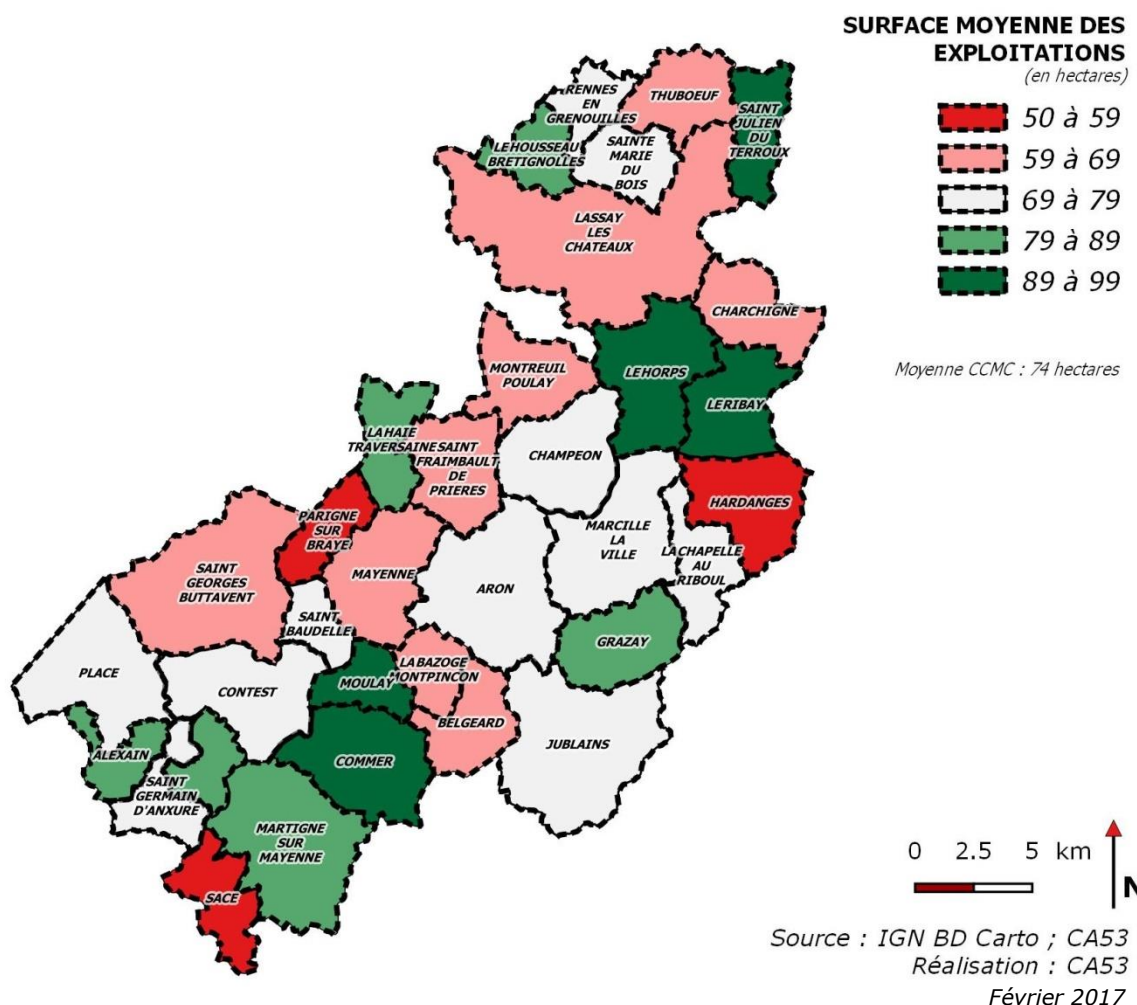 SURFACE MOYENNE DES
EXPLOITATIONS
(en hectares)
50 à 59
59 à 69
69 à 79
79 à 89
89 à 99
Moyenne CCMC : 74 hectares
RENNES
EN
GRENOUILLES
THUBOEUF
SAINT
JULIEN
DU
TERROUX
LE HOUSSEAU
BRETIGNOLLES
SAINTE
MARIE
DU
BOIS
LASSAY
LES
CHATEAUX
CHARCHIGNE
MONTREUIL
POULAY
LE HORPS
LE RIBAY
LA HAIE
TRAVERSAINE
SAINT
FRAIMBAULT
DE
PRIERES
CHAMPEON
HARDANGES
PARIGNE
SUR
BRAYE
MARCILLE
LA
VILLE
LA CHAPELLE
AU
RIBOUL
SAINT
GEORGES
BUTTAVENT
MAYENNE
ARON
SAINT
BAUDELLE
GRAZAY
PLACE
CONTEST
MOULAY
LA BAZOGE
MONTPINCON
BELGEARD
JUBLAINS
ALEXAIN
COMMER
SAINT
GERMAIN
D'ANXURE
MARTIGNE
SUR
MAYENNE
SACE
0 2.5 5 km
N
Source : IGN BD Carto ; CA53
Réalisation : CA53
Février 2017